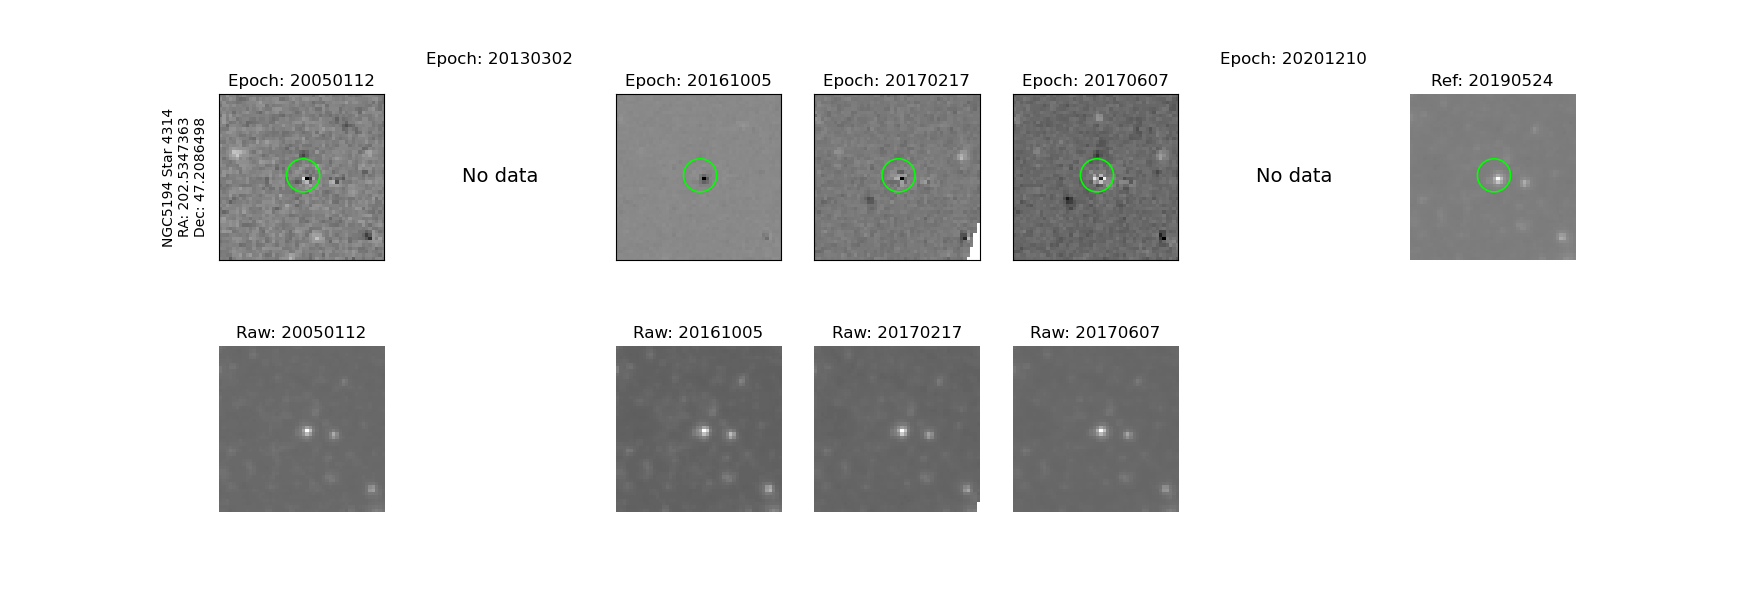 Epoch: 20130302
Epoch: 20201210
Epoch: 20050112
Epoch: 20161005
Epoch: 20170217
Epoch: 20170607
Ref: 20190524
NGC5194 Star 4314
RA: 202.5347363
Dec: 47.2086498
No data
No data
Raw: 20050112
Raw: 20161005
Raw: 20170217
Raw: 20170607